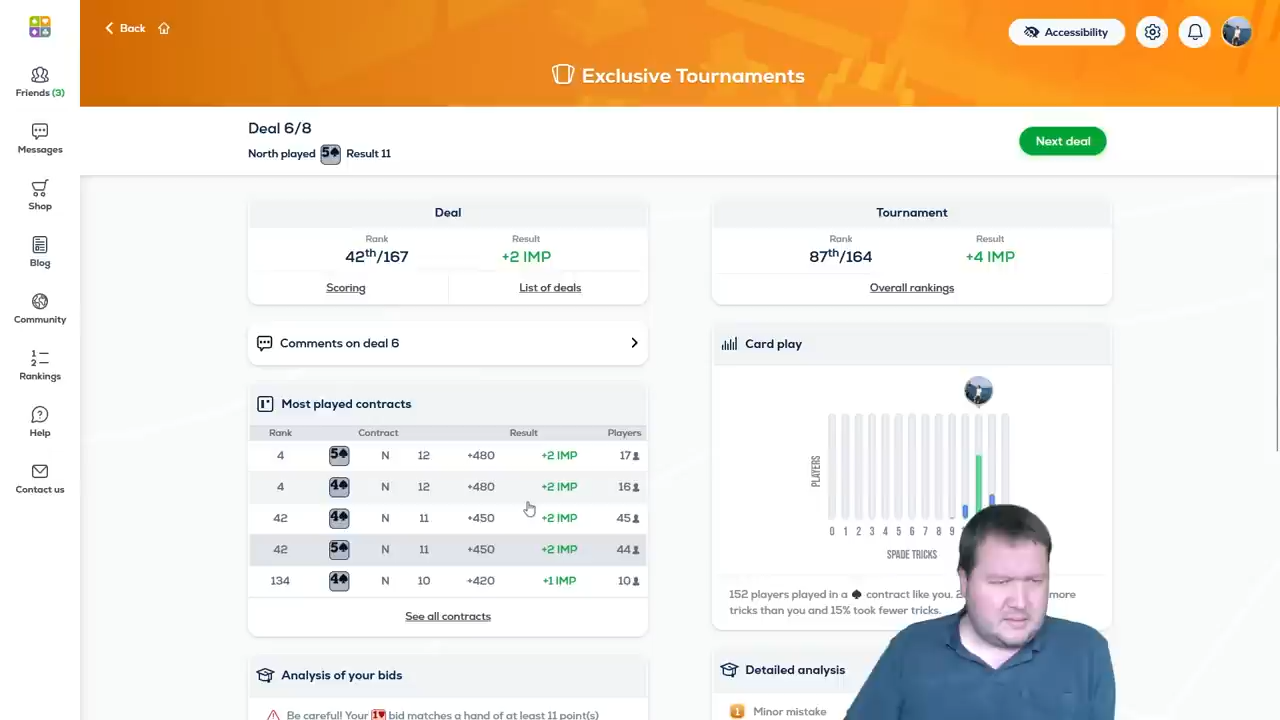 Back
Accessibility
Exclusive Tournaments
Friends (3)
Messages
Shop
Blog
Community
Rankings
Help
Contact us
Deal 6/8
North played 5♠ Result 11
Next deal
Deal
Rank Result
42th/167 +2 IMP
Scoring List of deals
Tournament
Rank Result
87th/164 +4 IMP
Overall rankings
Comments on deal 6
Most played contracts
Rank Contract Result Players
4 5♠ N 12 +480 +2 IMP 17
4 4♠ N 12 +480 +2 IMP 16
42 4♠ N 11 +450 +2 IMP 45
42 5♠ N 11 +450 +2 IMP 44
134 4♠ N 10 +420 +1 IMP 10
See all contracts
Card play
PLAYERS
0 1 2 3 4 5 6 7 8 9
SPADE TRICKS
152 players played in a ♠ contract like you. more
tricks than you and 15% took fewer tricks.
Analysis of your bids
Be careful! Your 1♥ bid matches a hand of at least 11 point(s)
Detailed analysis
1 Minor mistake